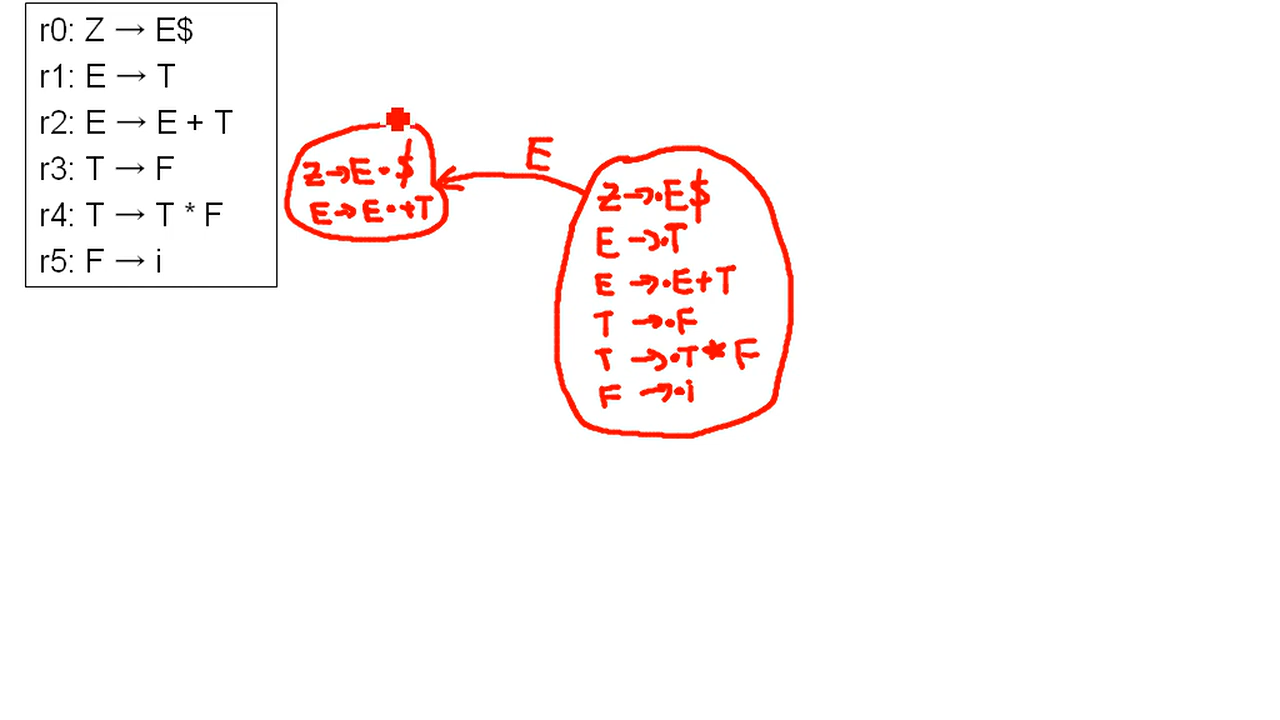 r0: Z → E$
r1: E → T
r2: E → E + T
r3: T → F
r4: T → T * F
r5: F → i
Z→E·$
E→E·+T
E
Z→·E$
E→·T
E→·E+T
T→·F
T→·T*F
F→·i